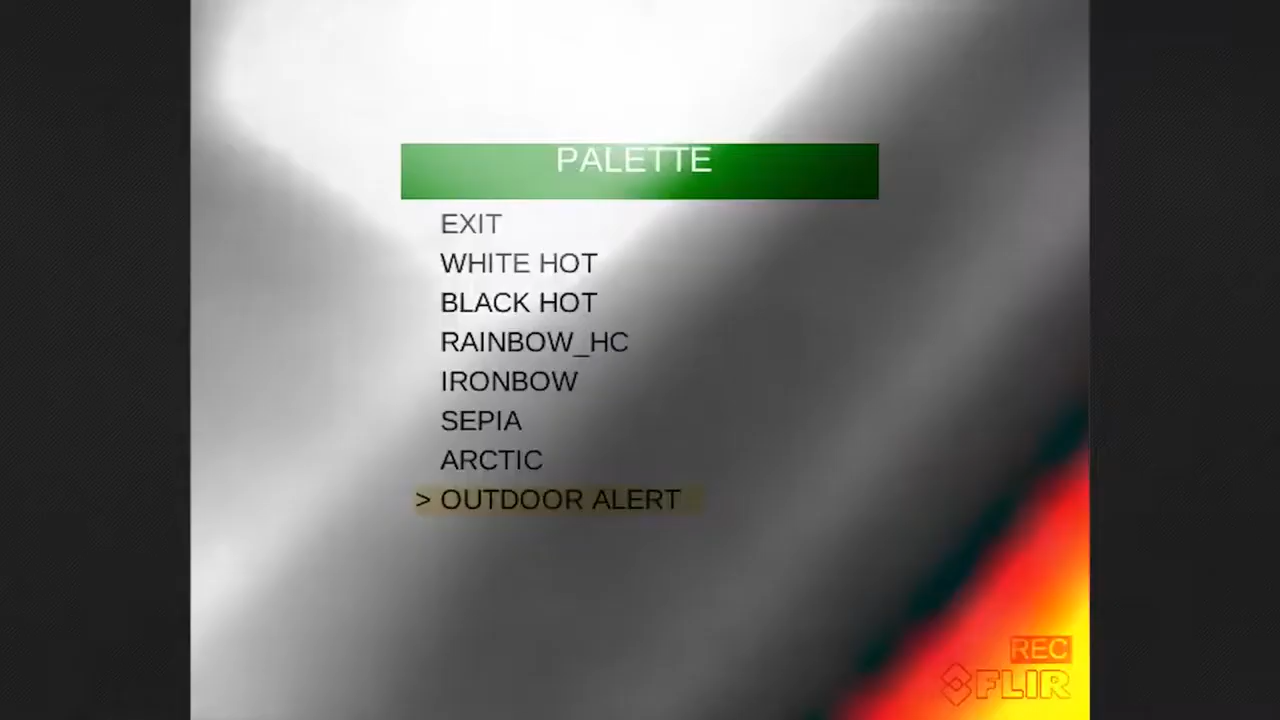 PALETTE
EXIT
WHITE HOT
BLACK HOT
RAINBOW_HC
IRONBOW
SEPIA
ARCTIC
> OUTDOOR ALERT
REC
FLIR